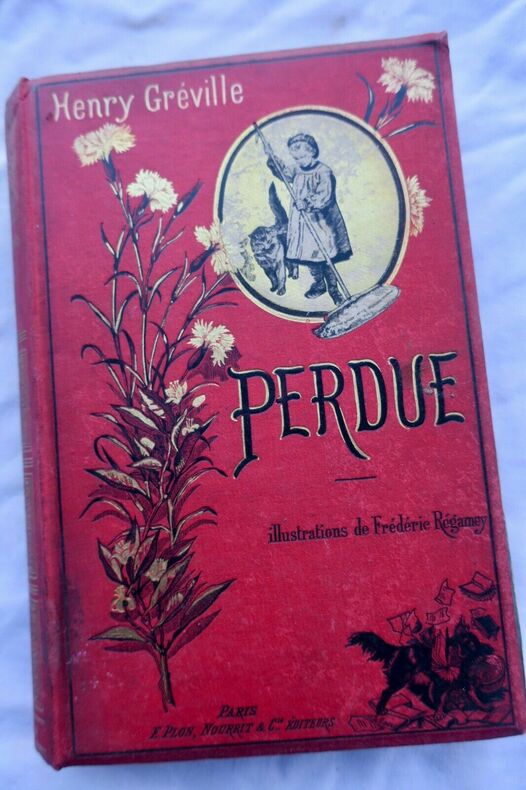 Henry Gréville
PERDUE
illustrations de Frédéric Régamey
PARIS
E. PLON, NOURRIT & Cie. ÉDITEURS